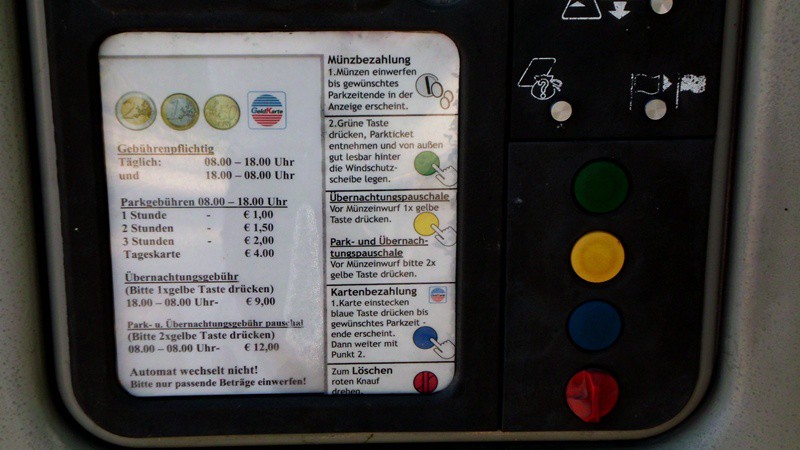 GeldKarte
Gebührenpflichtig
Täglich: 08.00 – 18.00 Uhr
und 18.00 – 08.00 Uhr
Parkgebühren 08.00 – 18.00 Uhr
1 Stunde - € 1,00
2 Stunden - € 1,50
3 Stunden - € 2,00
Tageskarte € 4.00
Übernachtungsgebühr
(Bitte 1xgelbe Taste drücken)
18.00 – 08.00 Uhr- € 9,00
Park- u. Übernachtungsgebühr pauschal
(Bitte 2xgelbe Taste drücken)
08.00 – 08.00 Uhr- € 12,00
Automat wechselt nicht!
Bitte nur passende Beträge einwerfen!
Münzbezahlung
1.Münzen einwerfen
bis gewünschtes
Parkzeitende in der
Anzeige erscheint.
2.Grüne Taste
drücken, Parkticket
entnehmen und von außen
gut lesbar hinter
die Windschutz-
scheibe legen.
Übernachtungspauschale
Vor Münzeinwurf 1x gelbe
Taste drücken.
Park- und Übernach-
tungspauschale
Vor Münzeinwurf bitte 2x
gelbe Taste drücken.
Kartenbezahlung
1.Karte einstecken
blaue Taste drücken bis
gewünschtes Parkzeit -
ende erscheint.
Dann weiter mit
Punkt 2.
Zum Löschen
roten Knauf
drehen.